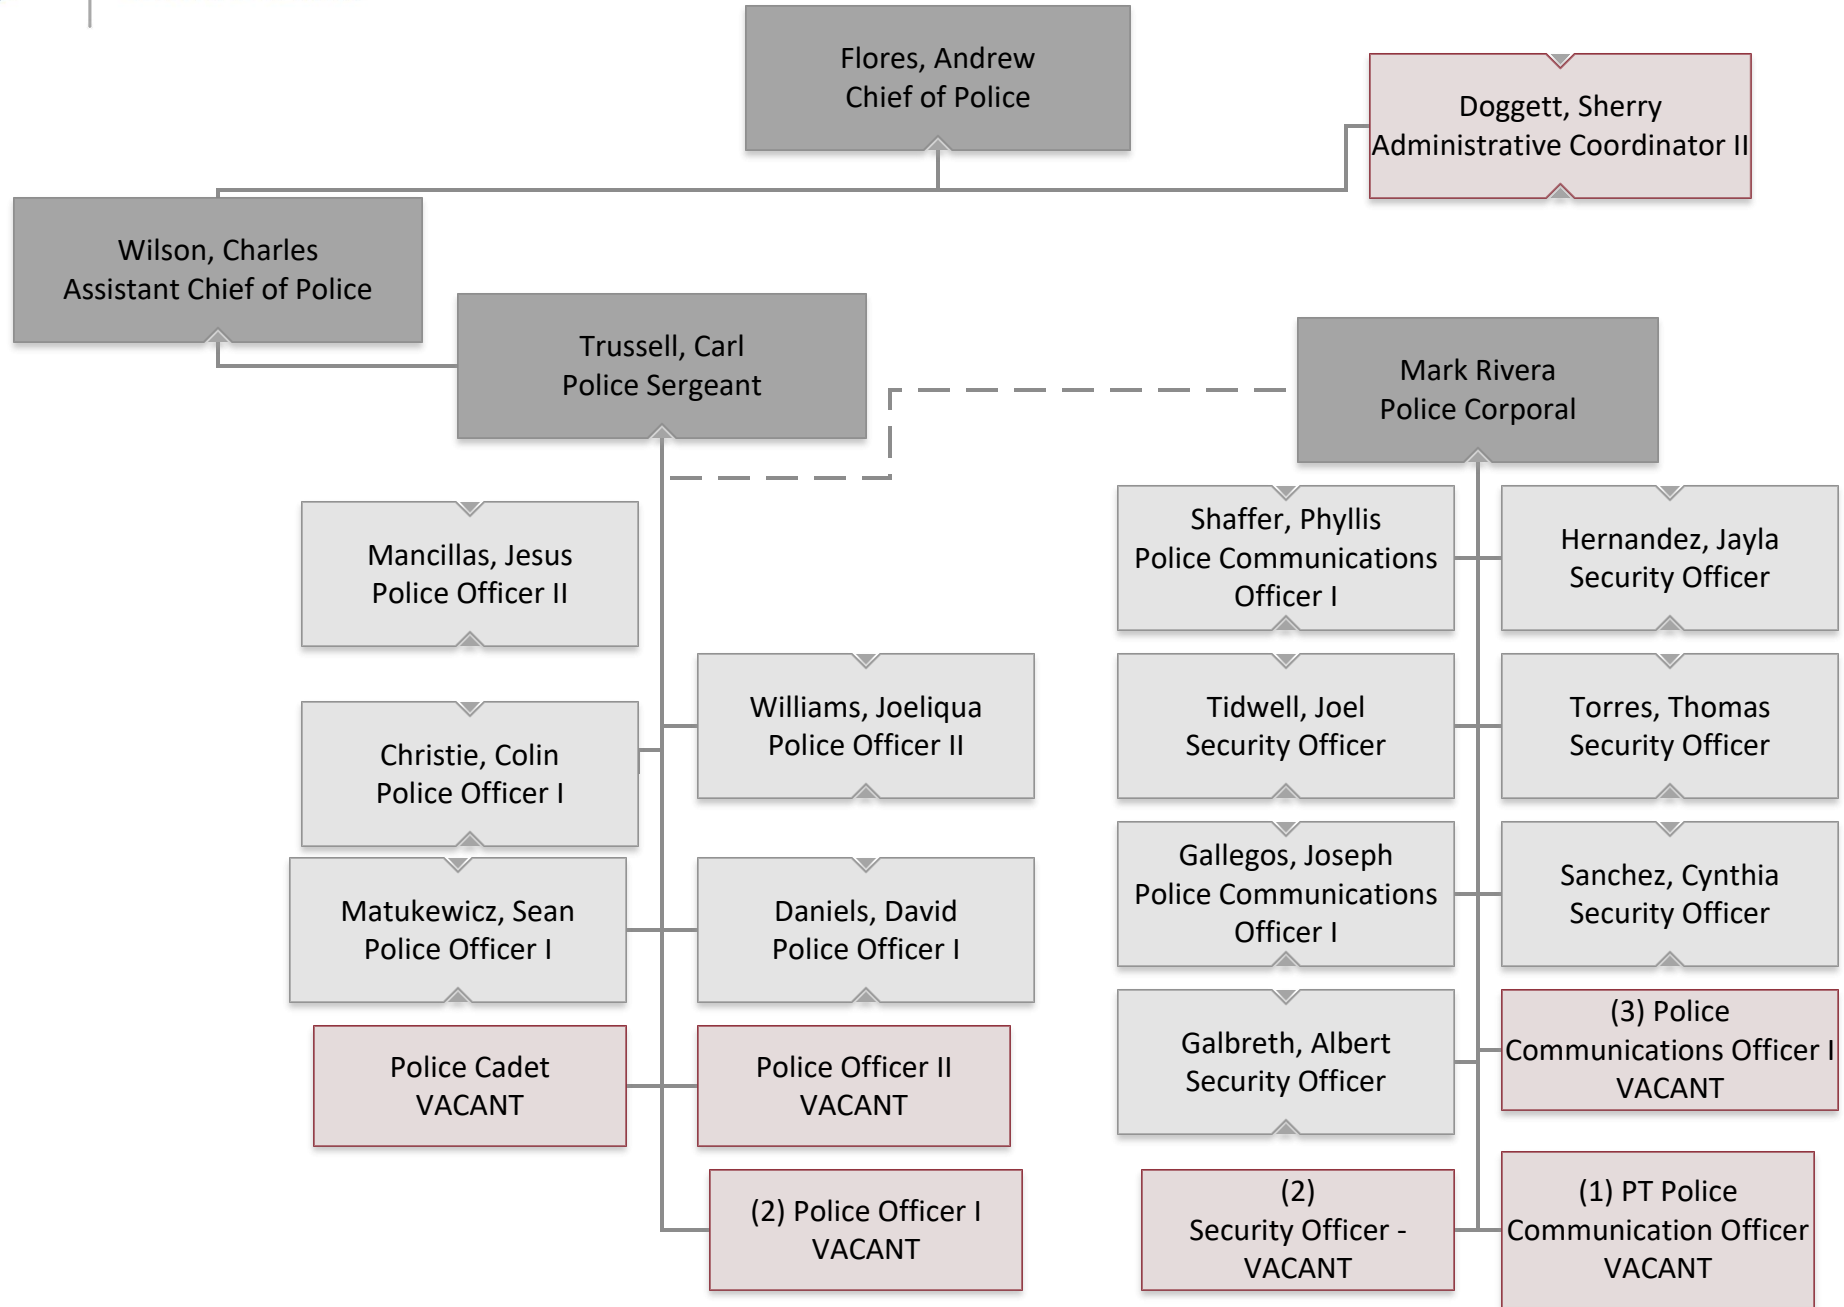 Flores, Andrew
Chief of Police
Doggett, Sherry
Administrative Coordinator II
Wilson, Charles
Assistant Chief of Police
Trussell, Carl
Police Sergeant
Mark Rivera
Police Corporal
Mancillas, Jesus
Police Officer II
Williams, Joeliqua
Police Officer II
Christie, Colin
Police Officer I
Matukewicz, Sean
Police Officer I
Daniels, David
Police Officer I
Police Cadet
VACANT
Police Officer II
VACANT
(2) Police Officer I
VACANT
Shaffer, Phyllis
Police Communications
Officer I
Hernandez, Jayla
Security Officer
Tidwell, Joel
Security Officer
Torres, Thomas
Security Officer
Gallegos, Joseph
Police Communications
Officer I
Sanchez, Cynthia
Security Officer
Galbreth, Albert
Security Officer
(3) Police
Communications Officer I
VACANT
(2)
Security Officer -
VACANT
(1) PT Police
Communication Officer
VACANT